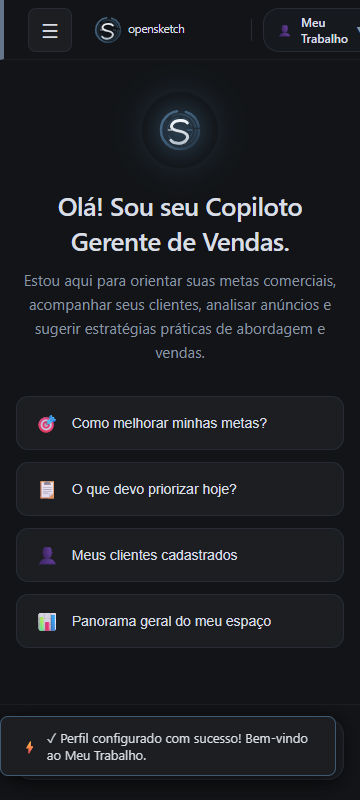 opensketch
Meu
Trabalho
Olá! Sou seu Copiloto
Gerente de Vendas.
Estou aqui para orientar suas metas comerciais,
acompanhar seus clientes, analisar anúncios e
sugerir estratégias práticas de abordagem e
vendas.
Como melhorar minhas metas?
O que devo priorizar hoje?
Meus clientes cadastrados
Panorama geral do meu espaço
✓ Perfil configurado com sucesso! Bem-vindo
ao Meu Trabalho.